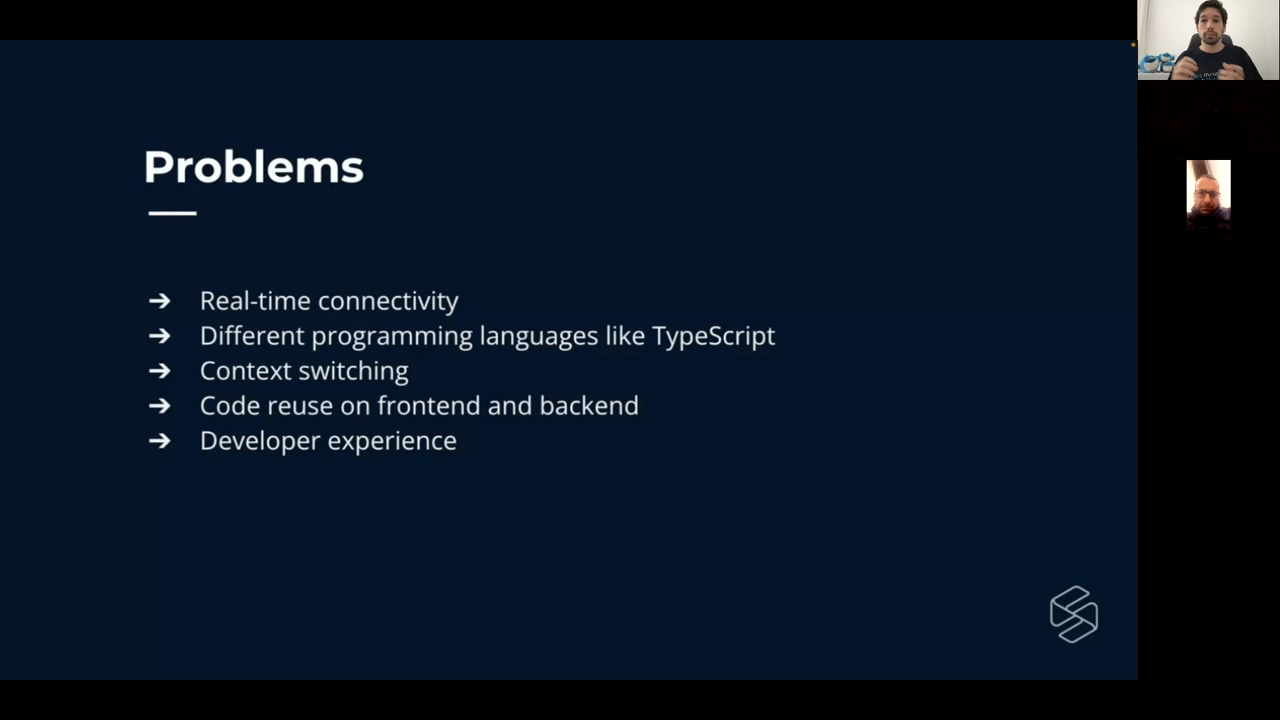 Problems
➔ Real-time connectivity
➔ Different programming languages like TypeScript
➔ Context switching
➔ Code reuse on frontend and backend
➔ Developer experience